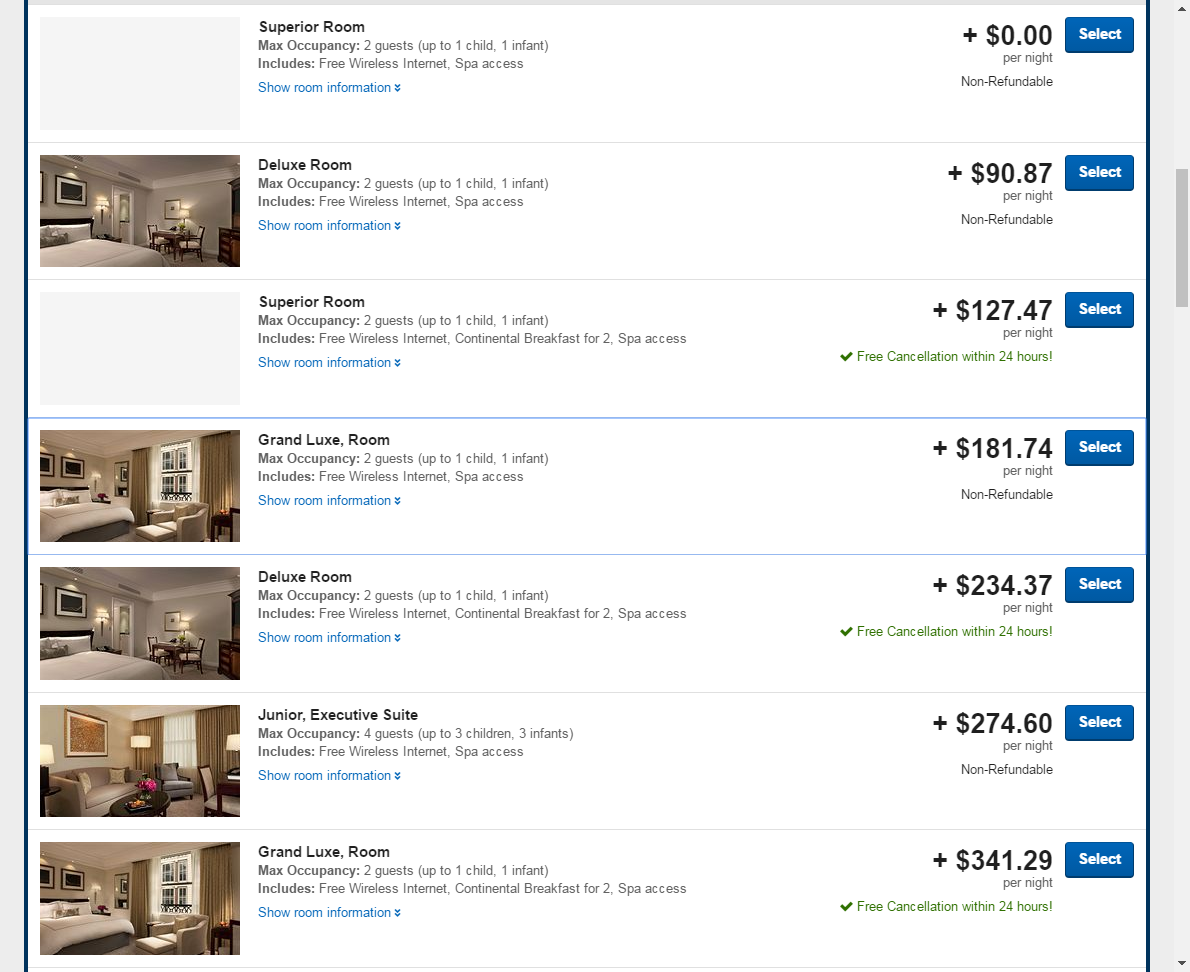 Superior Room
Max Occupancy: 2 guests (up to 1 child, 1 infant)
Includes: Free Wireless Internet, Spa access
Show room information
+ $0.00
per night
Non-Refundable
Select
Deluxe Room
Max Occupancy: 2 guests (up to 1 child, 1 infant)
Includes: Free Wireless Internet, Spa access
Show room information
+ $90.87
per night
Non-Refundable
Select
Superior Room
Max Occupancy: 2 guests (up to 1 child, 1 infant)
Includes: Free Wireless Internet, Continental Breakfast for 2, Spa access
Show room information
+ $127.47
per night
Free Cancellation within 24 hours!
Select
Grand Luxe, Room
Max Occupancy: 2 guests (up to 1 child, 1 infant)
Includes: Free Wireless Internet, Spa access
Show room information
+ $181.74
per night
Non-Refundable
Select
Deluxe Room
Max Occupancy: 2 guests (up to 1 child, 1 infant)
Includes: Free Wireless Internet, Continental Breakfast for 2, Spa access
Show room information
+ $234.37
per night
Free Cancellation within 24 hours!
Select
Junior, Executive Suite
Max Occupancy: 4 guests (up to 3 children, 3 infants)
Includes: Free Wireless Internet, Spa access
Show room information
+ $274.60
per night
Non-Refundable
Select
Grand Luxe, Room
Max Occupancy: 2 guests (up to 1 child, 1 infant)
Includes: Free Wireless Internet, Continental Breakfast for 2, Spa access
Show room information
+ $341.29
per night
Free Cancellation within 24 hours!
Select